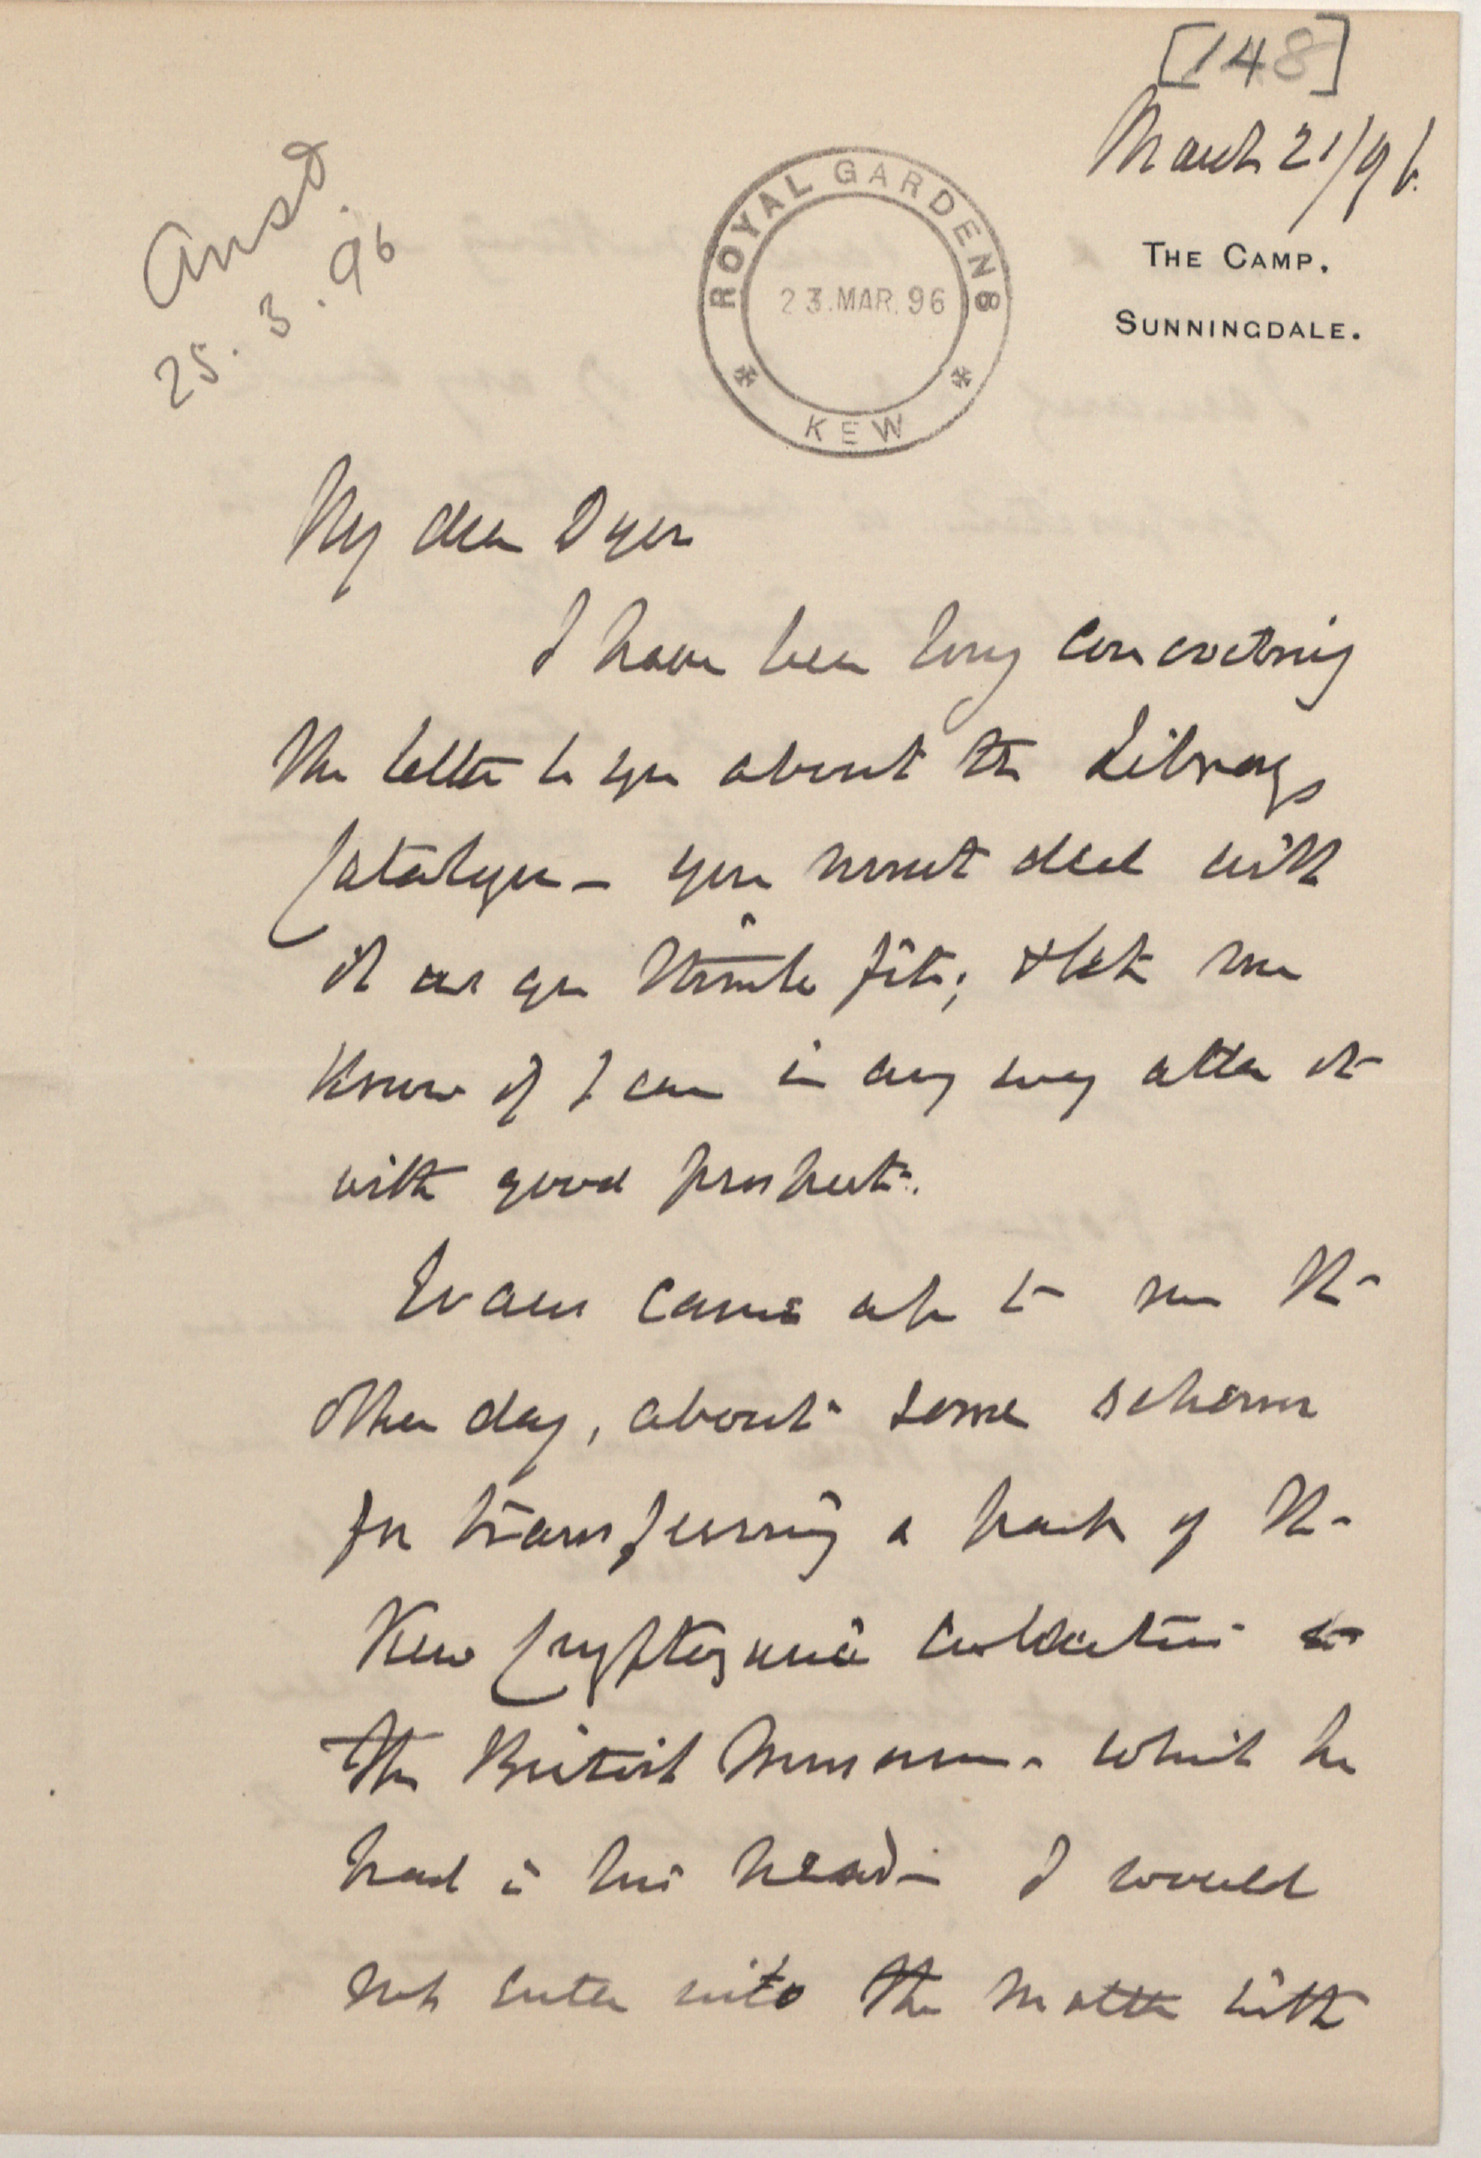 [148]
March 21/96.
Ansd.
25.3.96
ROYAL GARDENS
23.MAR.96
KEW
THE CAMP.
SUNNINGDALE.
My dear Dyer
I have been long concocting
the letter to you about the Library
Catalogue — you must deal with
it as you think fit; & let me
know if I can in any way alter it
with good prospect.
Evans came up to me the
other day, about some scheme
for transferring a part of the
Kew Cryptogamic Collection to
the British Museum - which he
had in his head — I would
not enter into the matter with